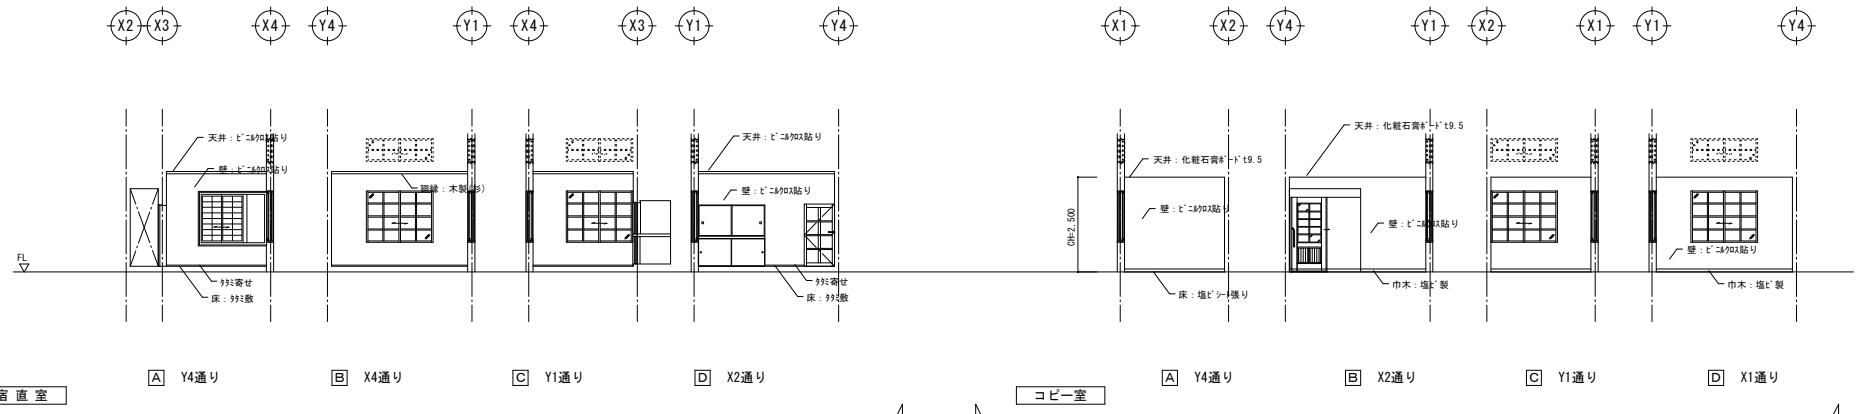 X2 X3 X4 Y4 Y1 X4 X3 Y1 Y4 X1 X2 Y4 Y1 X2 X1 Y1 Y4
天井：ビニルクロス貼り
壁：ビニルクロス貼り
タタミ寄せ
床：タタミ敷
廻縁：木製(杉)
天井：ビニルクロス貼り
壁：ビニルクロス貼り
タタミ寄せ
床：タタミ敷
FL
天井：化粧石膏ボードt9.5
壁：ビニルクロス貼り
CH=2,500
床：塩ビシート張り
天井：化粧石膏ボードt9.5
壁：ビニルクロス貼り
巾木：塩ビ製
壁：ビニルクロス貼り
巾木：塩ビ製
A Y4通り
B X4通り
C Y1通り
D X2通り
A Y4通り
B X2通り
C Y1通り
D X1通り
宿直室
コピー室